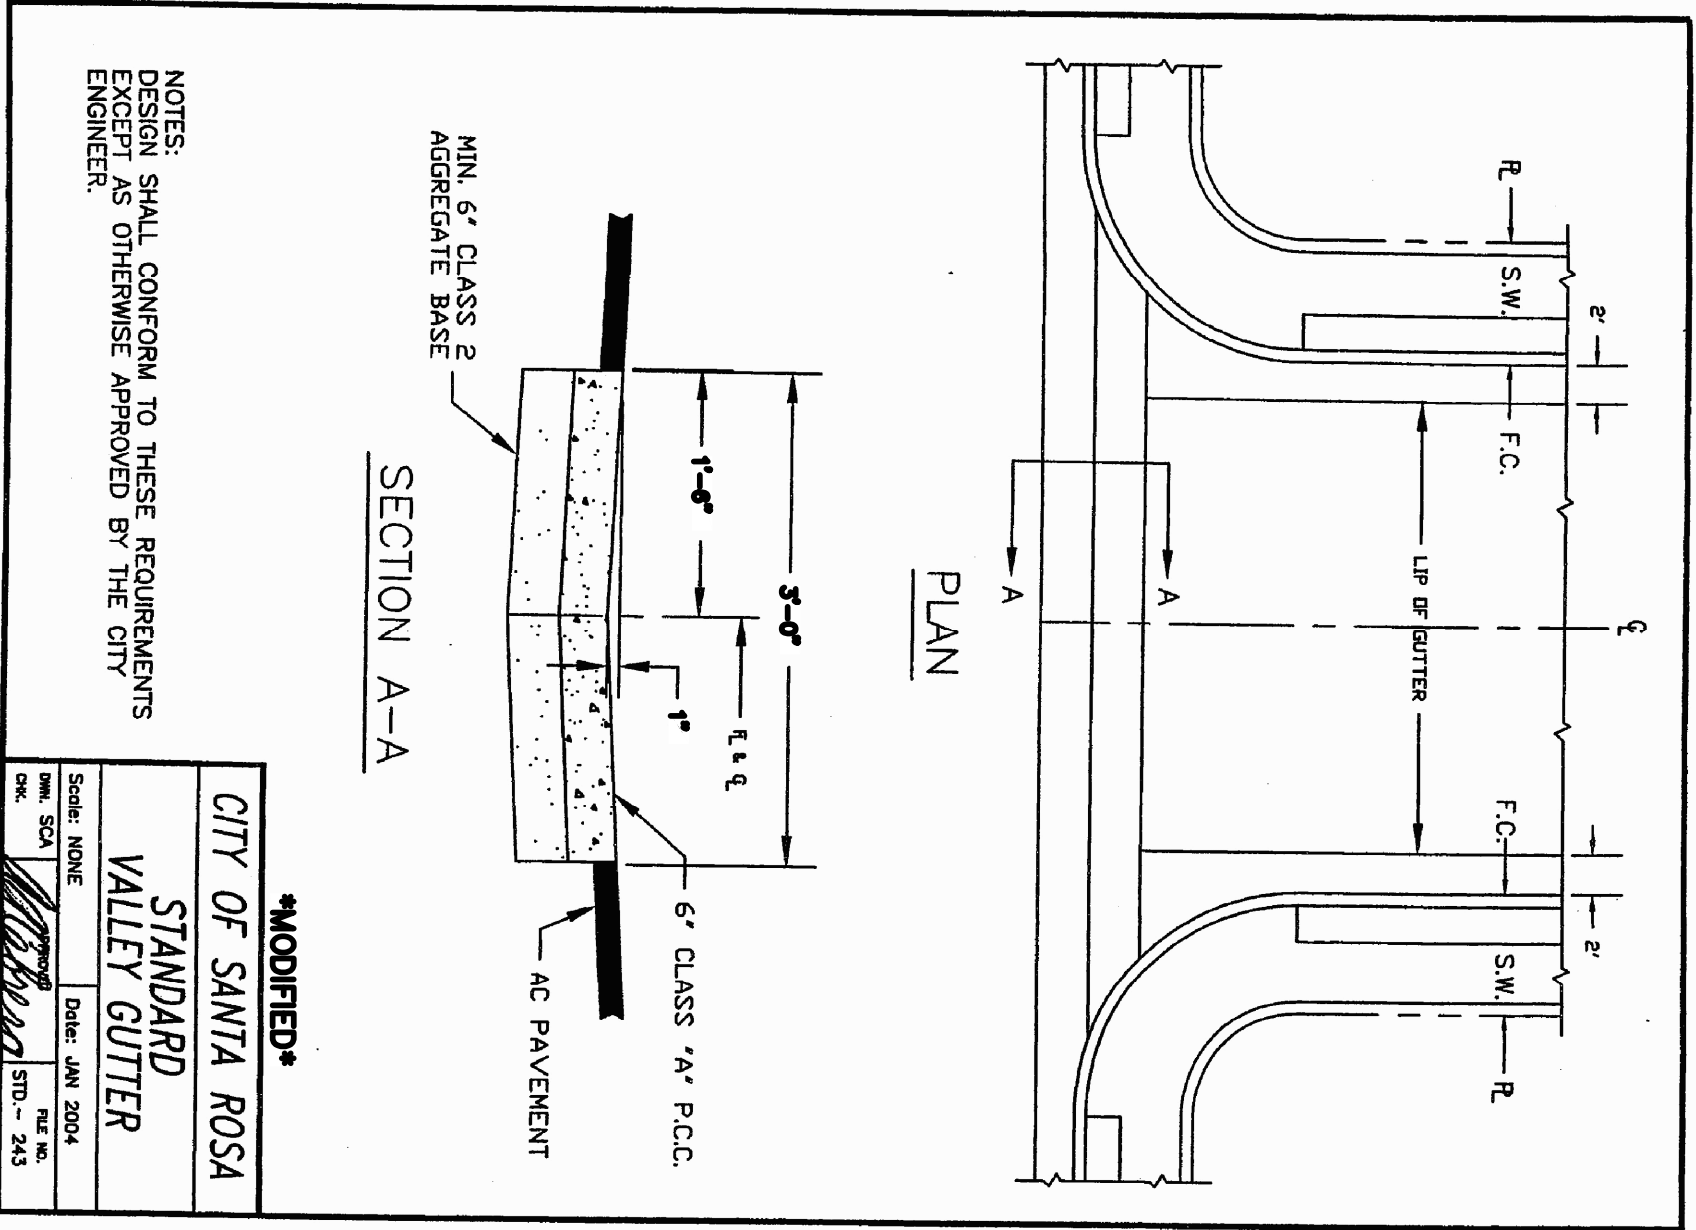 ℄
2'
2'
℄
PL
S.W.
F.C.
LIP OF GUTTER
F.C.
S.W.
PL
A
A
PLAN
3'-0"
1'-6"
FL & ℄
1"
6" CLASS "A" P.C.C.
MIN. 6" CLASS 2
AGGREGATE BASE
AC PAVEMENT
SECTION A-A
NOTES:
DESIGN SHALL CONFORM TO THESE REQUIREMENTS
EXCEPT AS OTHERWISE APPROVED BY THE CITY
ENGINEER.
*MODIFIED*
CITY OF SANTA ROSA
STANDARD
VALLEY GUTTER
Scale: NONE
Date: JAN 2004
DWN. SCA
CHK.
APPROVED
FILE NO.
STD.- 243